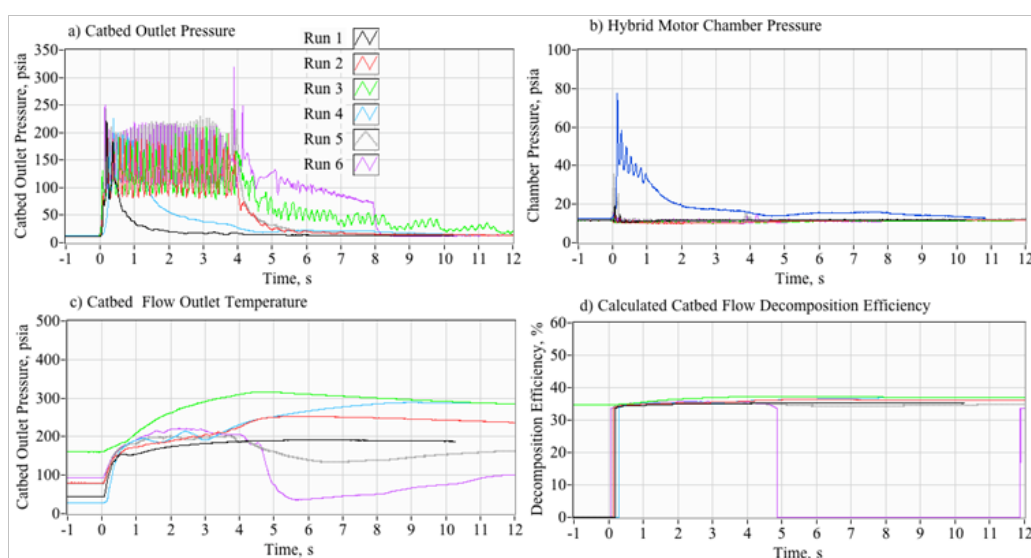 a) Catbed Outlet Pressure
Catbed Outlet Pressure, psia
350
300
250
200
150
100
50
0
-1 0 1 2 3 4 5 6 7 8 9 10 11 12
Time, s
Run 1
Run 2
Run 3
Run 4
Run 5
Run 6
b) Hybrid Motor Chamber Pressure
Chamber Pressure, psia
100
80
60
40
20
0
-1 0 1 2 3 4 5 6 7 8 9 10 11 12
Time, s
c) Catbed Flow Outlet Temperature
Catbed Outlet Pressure, psia
500
400
300
200
100
0
-1 0 1 2 3 4 5 6 7 8 9 10 11 12
Time, s
d) Calculated Catbed Flow Decomposition Efficiency
Decomposition Efficiency, %
60
50
40
30
20
10
0
-1 0 1 2 3 4 5 6 7 8 9 10 11 12
Time, s